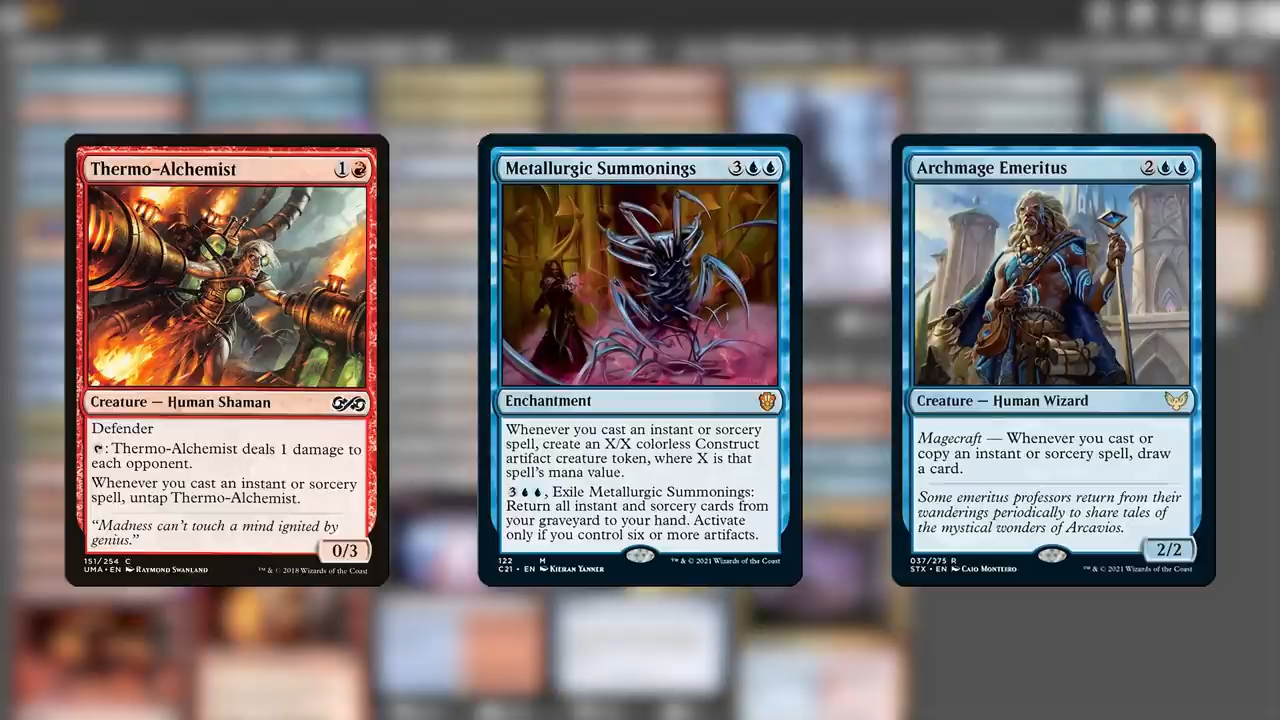 Thermo-Alchemist 1
Creature — Human Shaman
Defender
: Thermo-Alchemist deals 1 damage to
each opponent.
Whenever you cast an instant or sorcery
spell, untap Thermo-Alchemist.
“Madness can’t touch a mind ignited by
genius.”
0/3
151/254 C
UMA • EN Raymond Swanland
™ & © 2018 Wizards of the Coast
Metallurgic Summonings 3
Enchantment
Whenever you cast an instant or sorcery
spell, create an X/X colorless Construct
artifact creature token, where X is that
spell’s mana value.
3, Exile Metallurgic Summonings:
Return all instant and sorcery cards from
your graveyard to your hand. Activate
only if you control six or more artifacts.
122 M
C21 • EN Kieran Yanner
™ & © 2021 Wizards of the Coast
Archmage Emeritus 2
Creature — Human Wizard
Magecraft — Whenever you cast or
copy an instant or sorcery spell, draw
a card.
Some emeritus professors return from their
wanderings periodically to share tales of
the mystical wonders of Arcavios.
2/2
037/275 R
STX • EN Caio Monteiro
™ & © 2021 Wizards of the Coast